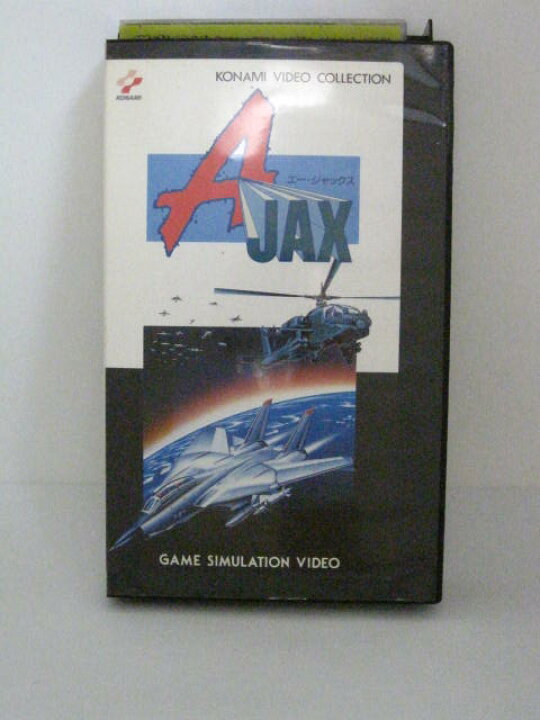 KONAMI VIDEO COLLECTION
KONAMI
A
エー・ジャックス
JAX
GAME SIMULATION VIDEO